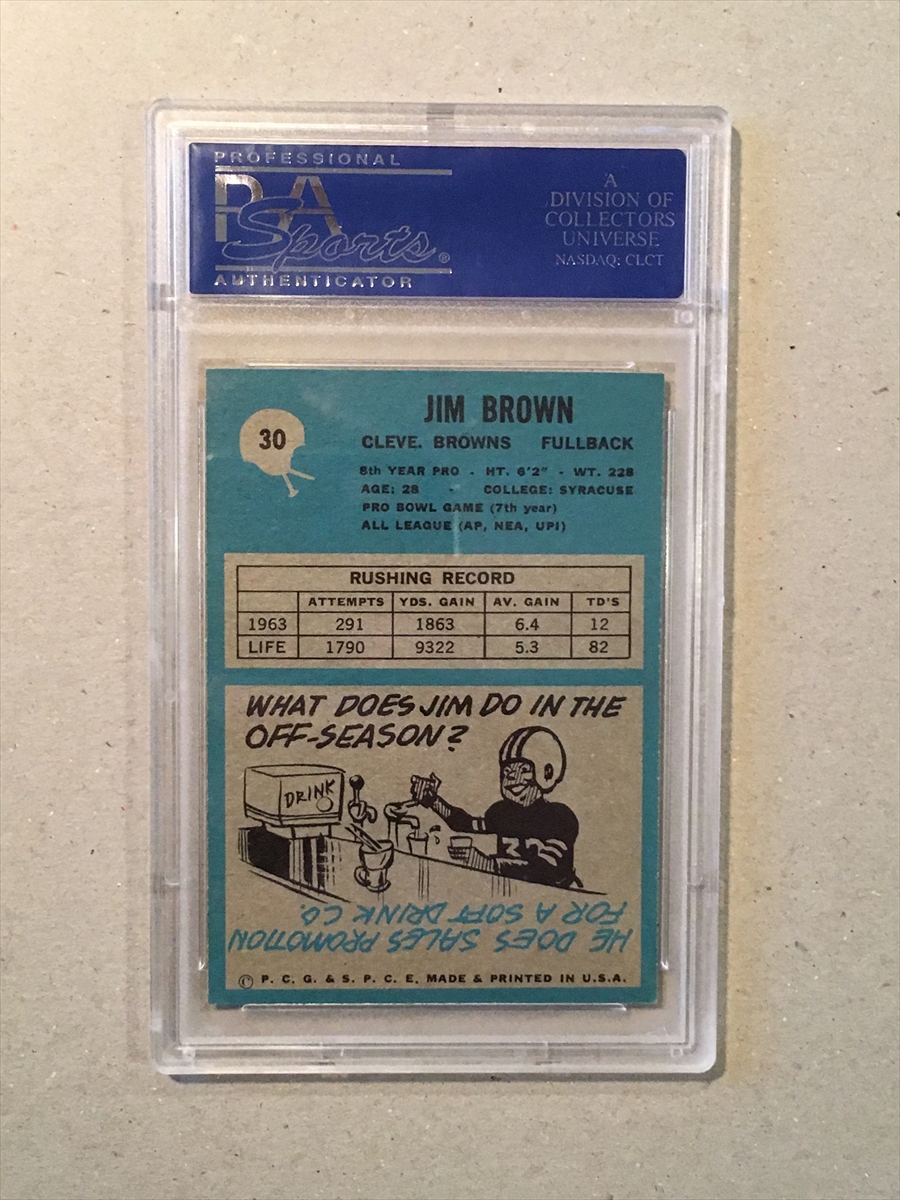 PROFESSIONAL
PSA
Sports®
AUTHENTICATOR
A
DIVISION OF
COLLECTORS
UNIVERSE
NASDAQ: CLCT
30
JIM BROWN
CLEVE. BROWNS FULLBACK
8th YEAR PRO - HT. 6'2" - WT. 228
AGE: 28 - COLLEGE: SYRACUSE
PRO BOWL GAME (7th year)
ALL LEAGUE (AP, NEA, UPI)
RUSHING RECORD
ATTEMPTS YDS. GAIN AV. GAIN TD'S
1963 291 1863 6.4 12
LIFE 1790 9322 5.3 82
WHAT DOES JIM DO IN THE
OFF-SEASON?
DRINK
HE DOES SALES PROMOTION
FOR A SOFT DRINK CO.
© P. C. G. & S. P. C. E. MADE & PRINTED IN U.S.A.